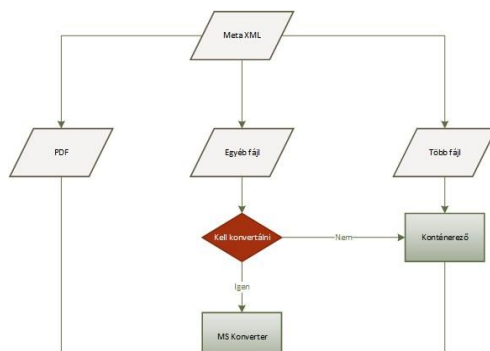 Meta XML
PDF
Egyéb fájl
Több fájl
Kell konvertálni
Nem
Konténerező
Igen
MS Konverter